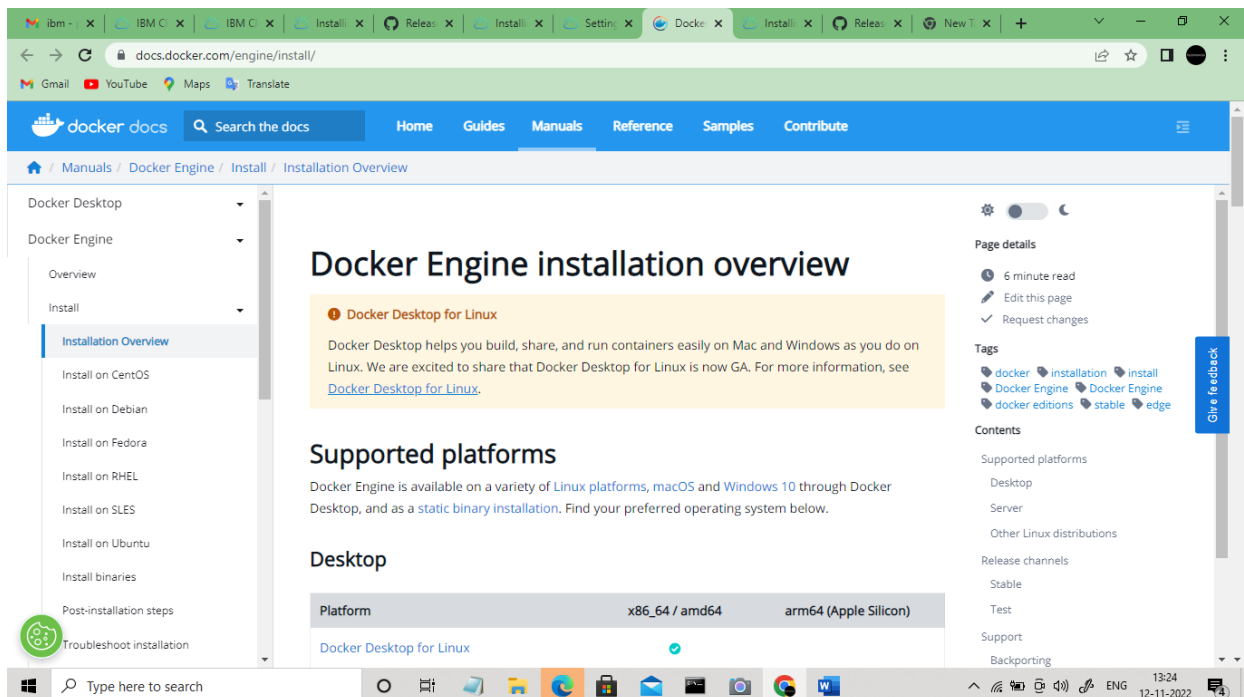 ibm - 
IBM Cl
IBM Cl
Installi
Releas
Install
Setting
Docke
Install
Releas
New T
docs.docker.com/engine/install/
Gmail YouTube Maps Translate
docker docs Search the docs Home Guides Manuals Reference Samples Contribute
/ Manuals / Docker Engine / Install / Installation Overview
Docker Desktop
Docker Engine
Overview
Install
Installation Overview
Install on CentOS
Install on Debian
Install on Fedora
Install on RHEL
Install on SLES
Install on Ubuntu
Install binaries
Post-installation steps
Troubleshoot installation
Docker Engine installation overview
Docker Desktop for Linux
Docker Desktop helps you build, share, and run containers easily on Mac and Windows as you do on
Linux. We are excited to share that Docker Desktop for Linux is now GA. For more information, see
Docker Desktop for Linux.
Supported platforms
Docker Engine is available on a variety of Linux platforms, macOS and Windows 10 through Docker
Desktop, and as a static binary installation. Find your preferred operating system below.
Desktop
Platform x86_64 / amd64 arm64 (Apple Silicon)
Docker Desktop for Linux
Page details
6 minute read
Edit this page
Request changes
Tags
docker installation install
Docker Engine Docker Engine
docker editions stable edge
Contents
Supported platforms
Desktop
Server
Other Linux distributions
Release channels
Stable
Test
Support
Backporting
Give feedback
Type here to search
ENG
13:24
12-11-2022
4